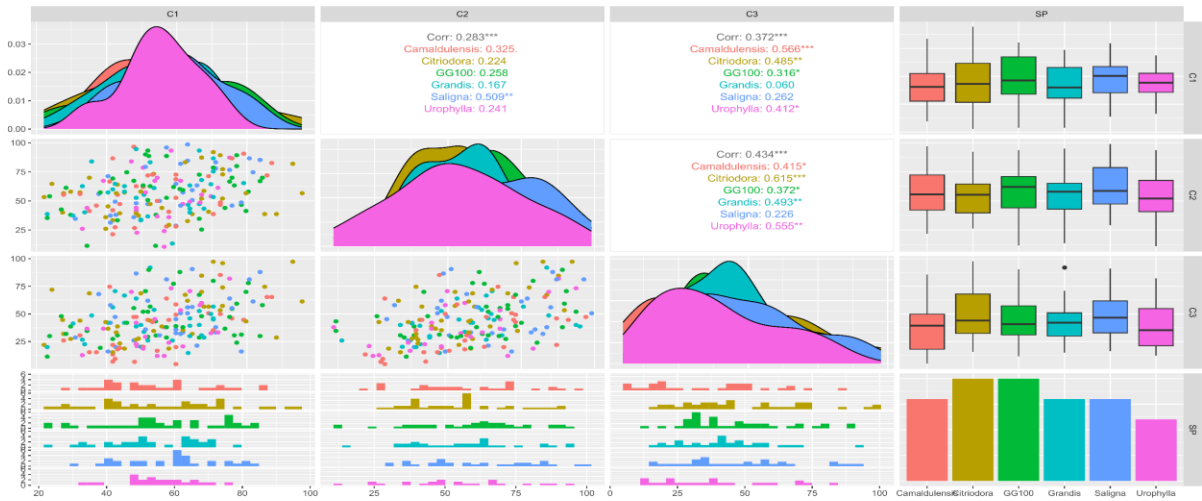 C1 C2 C3 SP
0.03
0.02
0.01
0.00
Corr: 0.283***
Camaldulensis: 0.325.
Citriodora: 0.224
GG100: 0.258
Grandis: 0.167
Saligna: 0.509**
Urophylla: 0.241
Corr: 0.372***
Camaldulensis: 0.566***
Citriodora: 0.485**
GG100: 0.316*
Grandis: 0.060
Saligna: 0.262
Urophylla: 0.412*
C1
100
75
50
25
Corr: 0.434***
Camaldulensis: 0.415*
Citriodora: 0.615***
GG100: 0.372*
Grandis: 0.493**
Saligna: 0.226
Urophylla: 0.555**
C2
100
75
50
25
C3
SP
20 40 60 80 100
25 50 75 100
0 25 50 75 100
Camaldulensis Citriodora GG100 Grandis Saligna Urophylla